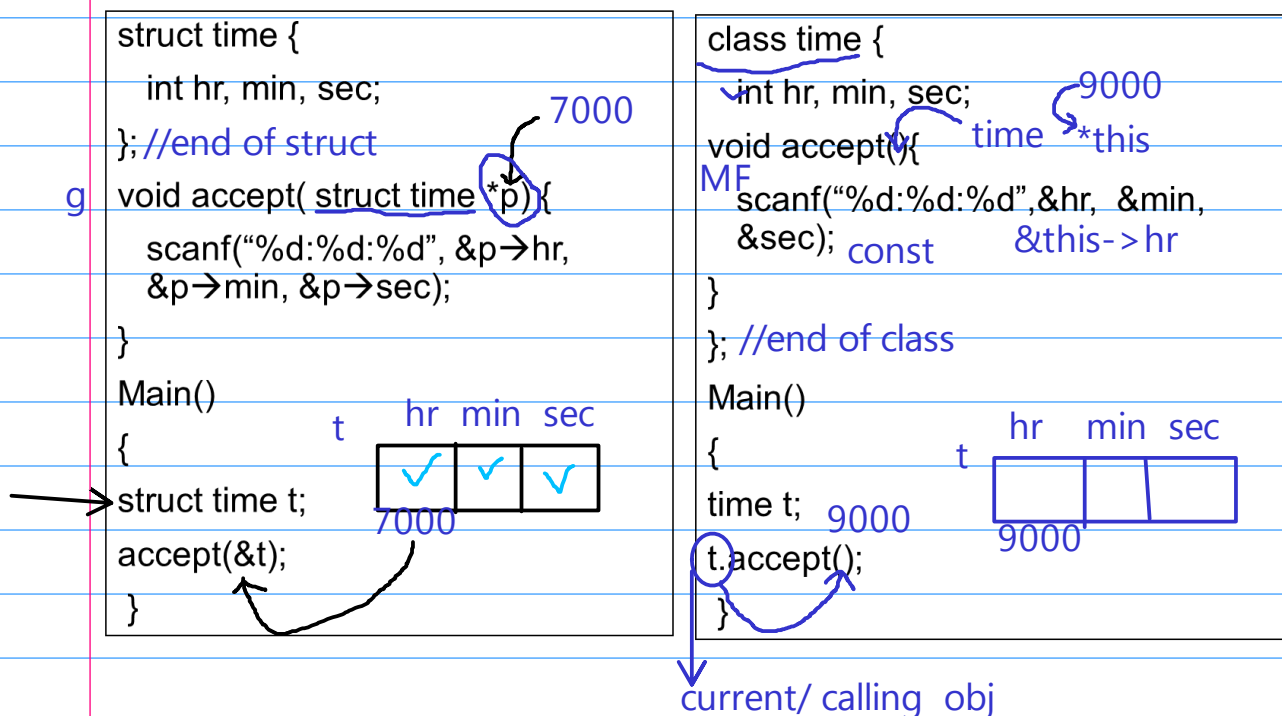 struct time {
int hr, min, sec;
7000
}; //end of struct
g void accept( struct time *p) {
scanf(“%d:%d:%d”, &p→hr,
&p→min, &p→sec);
}
Main()
t hr min sec
{
struct time t;
7000
accept(&t);
}
class time {
int hr, min, sec;
9000
void accept(){ time *this
MF
scanf(“%d:%d:%d”,&hr, &min,
&sec); const &this->hr
}
}; //end of class
Main()
hr min sec
{ t
time t;
9000 9000
t.accept();
}
current/ calling obj